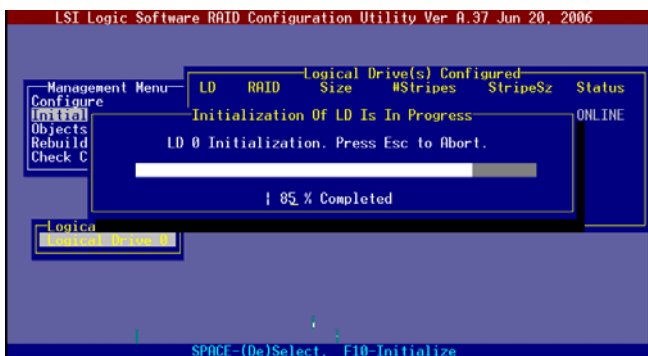 LSI Logic Software RAID Configuration Utility Ver A.37 Jun 20, 2006
Logical Drive(s) Configured
Management Menu
LD RAID Size #Stripes StripeSz Status
Configure
Initial
Initialization Of LD Is In Progress
ONLINE
Objects
Rebuild
LD 0 Initialization. Press Esc to Abort.
Check C
85 % Completed
Logica
Logical Drive 0
SPACE-(De)Select, F10-Initialize